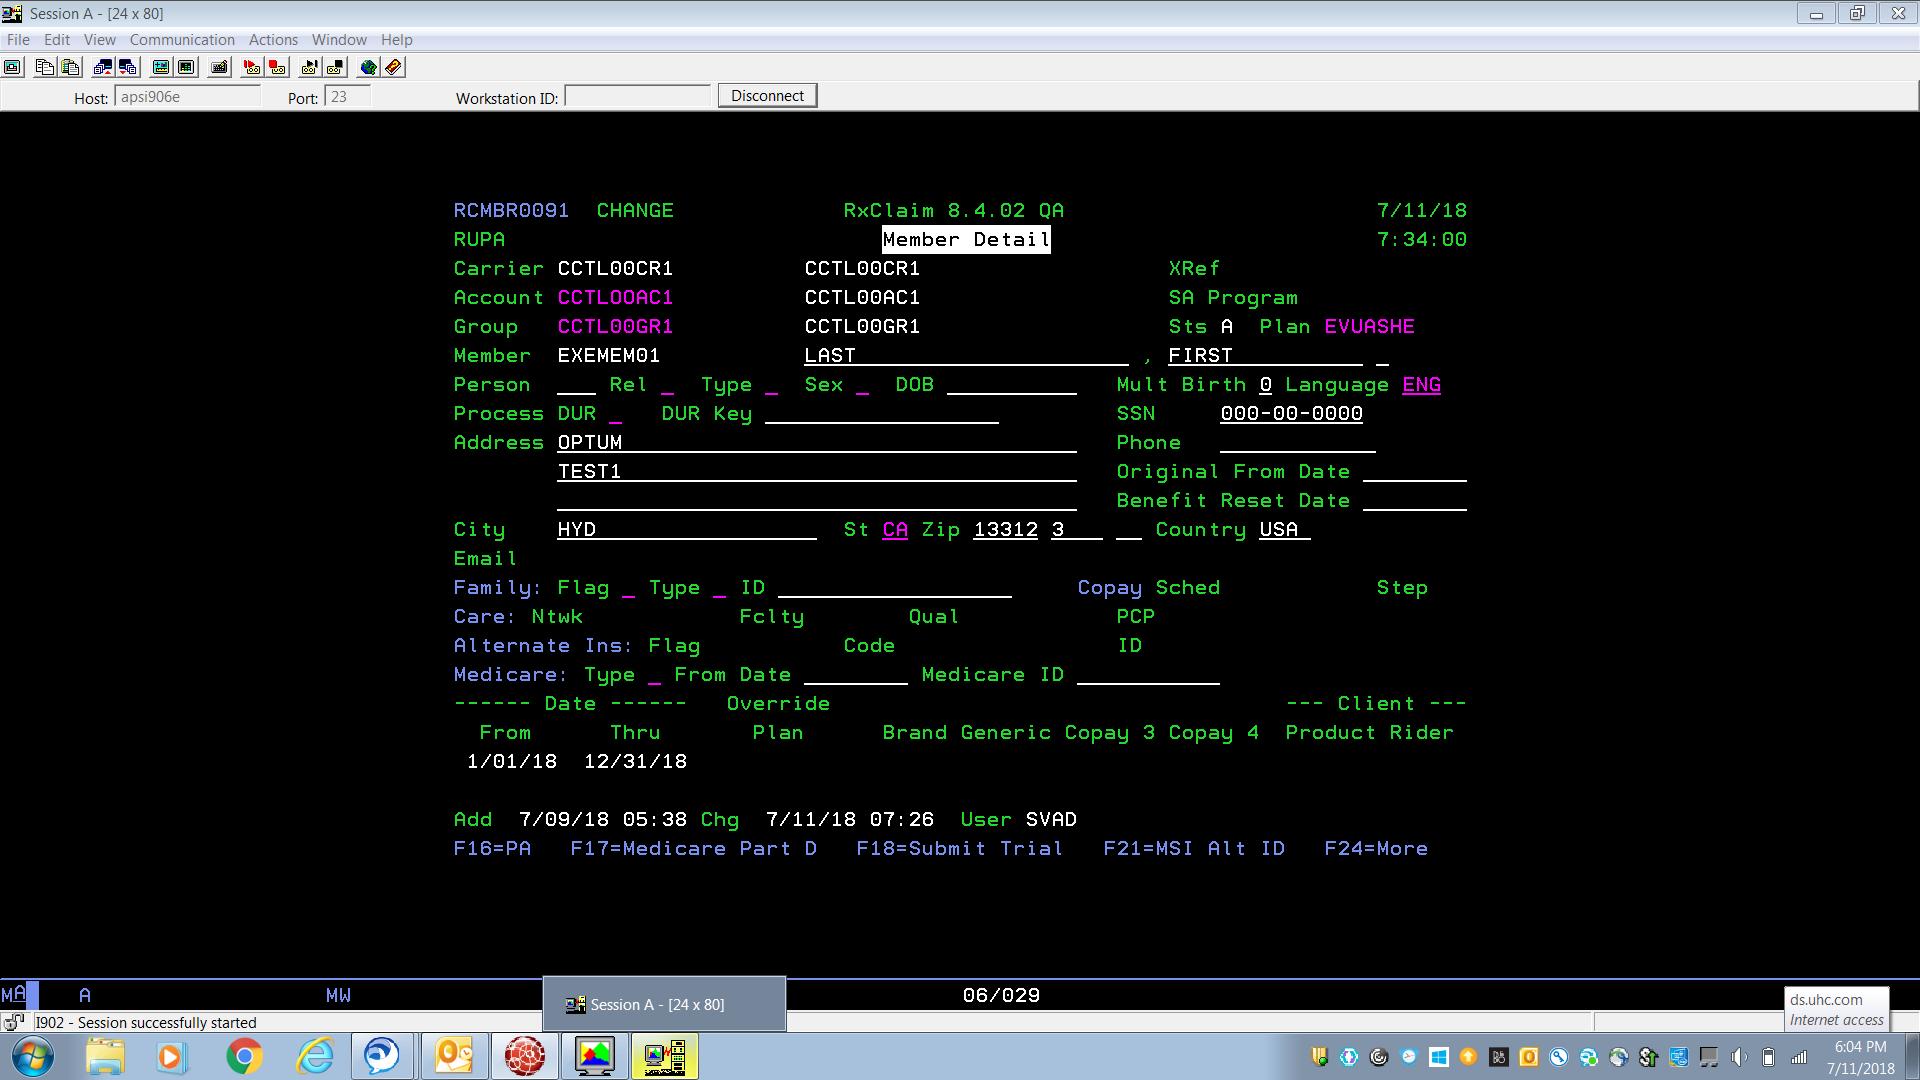 Session A - [24 x 80]
File Edit View Communication Actions Window Help
Host: apsi906e Port: 23 Workstation ID: Disconnect
RCMBR0091 CHANGE RxClaim 8.4.02 QA 7/11/18
RUPA Member Detail 7:34:00
Carrier CCTL00CR1 CCTL00CR1 XRef
Account CCTL00AC1 CCTL00AC1 SA Program
Group CCTL00GR1 CCTL00GR1 Sts A Plan EVUASHE
Member EXEMEM01 LAST , FIRST
Person Rel Type Sex DOB Mult Birth 0 Language ENG
Process DUR DUR Key SSN 000-00-0000
Address OPTUM Phone
TEST1 Original From Date
Benefit Reset Date
City HYD St CA Zip 13312 3 Country USA
Email
Family: Flag Type ID Copay Sched Step
Care: Ntwk Fclty Qual PCP
Alternate Ins: Flag Code ID
Medicare: Type From Date Medicare ID
------ Date ------ Override --- Client ---
From Thru Plan Brand Generic Copay 3 Copay 4 Product Rider
1/01/18 12/31/18
Add 7/09/18 05:38 Chg 7/11/18 07:26 User SVAD
F16=PA F17=Medicare Part D F18=Submit Trial F21=MSI Alt ID F24=More
MA A MW 06/029
Session A - [24 x 80]
ds.uhc.com
Internet access
I902 - Session successfully started
6:04 PM
7/11/2018